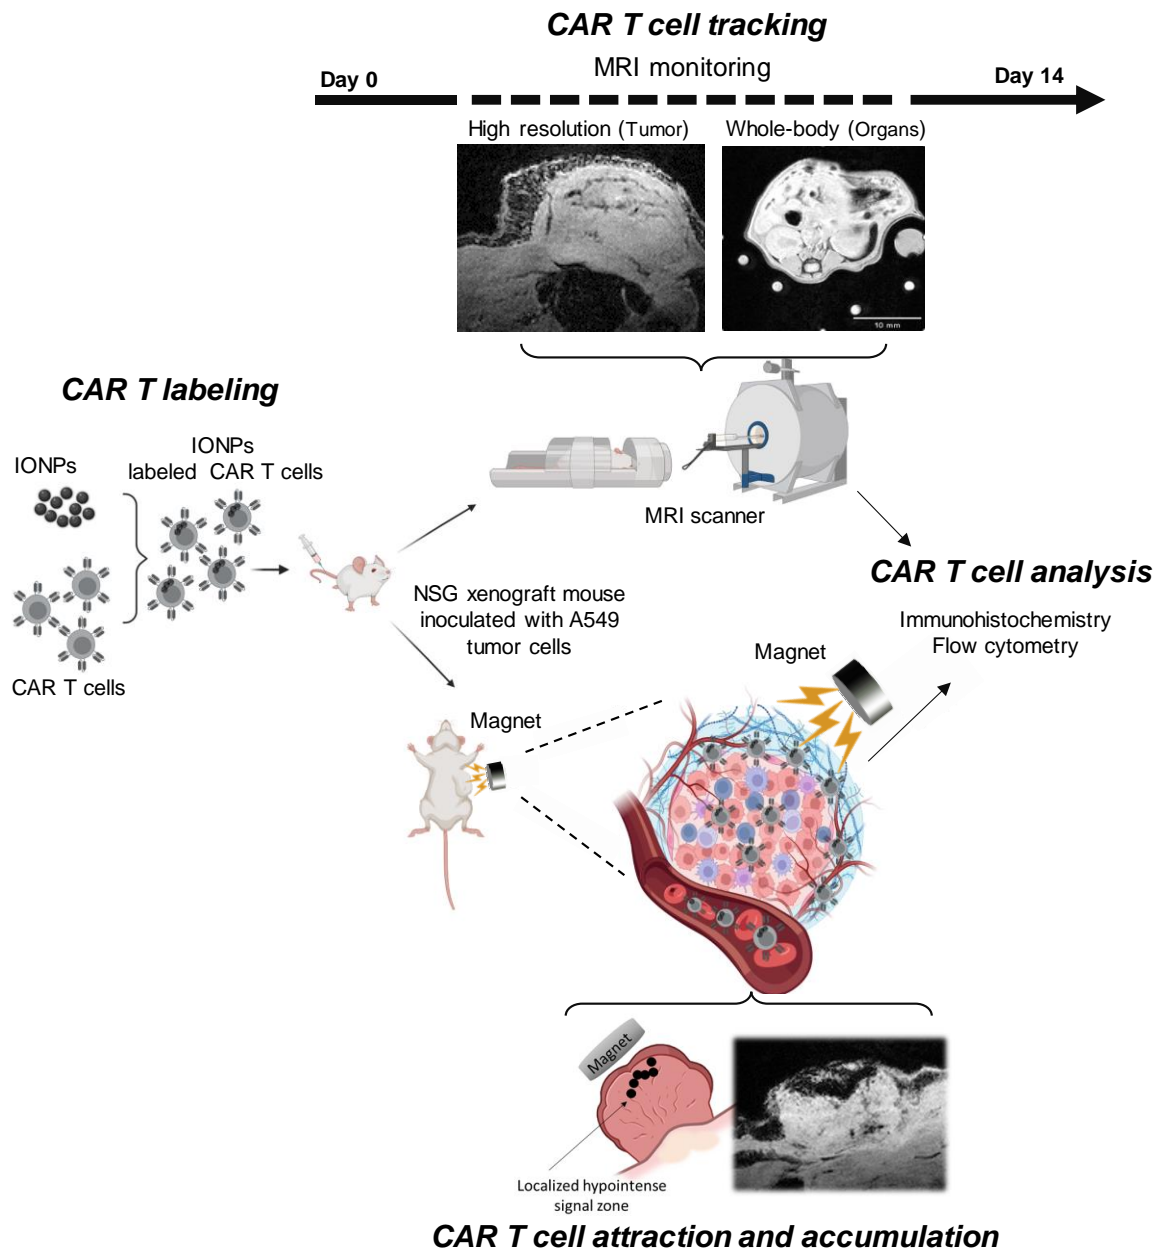 CAR T cell tracking
MRI monitoring
Day 0
Day 14
High resolution (Tumor)
Whole-body (Organs)
10 mm
CAR T labeling
IONPs
IONPs
labeled CAR T cells
CAR T cells
MRI scanner
NSG xenograft mouse
inoculated with A549
tumor cells
CAR T cell analysis
Immunohistochemistry
Flow cytometry
Magnet
Magnet
Magnet
Localized hypointense
signal zone
CAR T cell attraction and accumulation